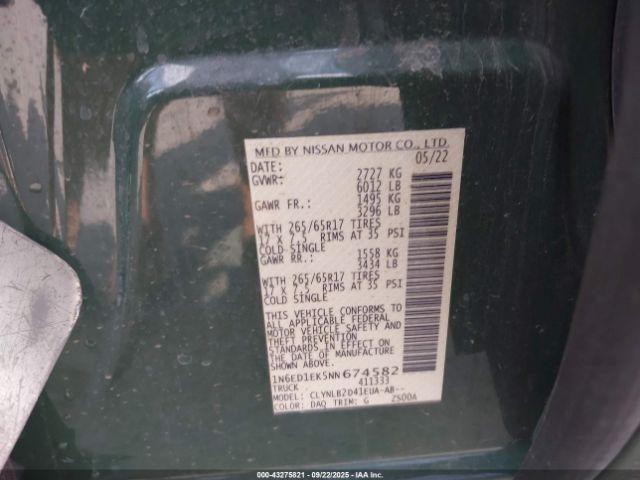 MFD BY NISSAN MOTOR CO., LTD.
DATE: 05/22
GVWR: 2727 KG
6012 LB
GAWR FR.: 1495 KG
3296 LB
WITH 265/65R17 TIRES
17 X 7.5 RIMS AT 35 PSI
COLD SINGLE
GAWR RR.: 1558 KG
3434 LB
WITH 265/65R17 TIRES
17 X 7.5 RIMS AT 35 PSI
COLD SINGLE
THIS VEHICLE CONFORMS TO
ALL APPLICABLE FEDERAL
MOTOR VEHICLE SAFETY AND
THEFT PREVENTION
STANDARDS IN EFFECT ON
THE DATE OF MANUFACTURE
SHOWN ABOVE.
1N6ED1EK5NN674582
TRUCK 411333
MODEL: CLYNLB2D41EUA-AB--
COLOR: DAQ TRIM: G ZS00A
000-43275821 - 09/22/2025 - IAAI.COM